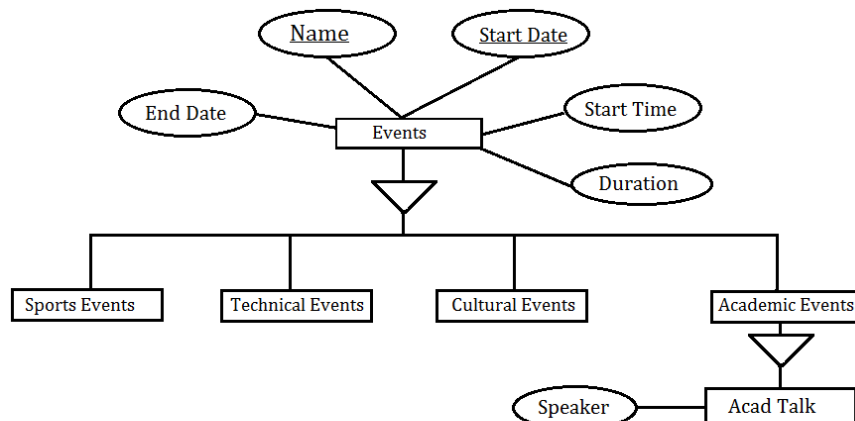 Name
Start Date
End Date
Start Time
Events
Duration
Sports Events
Technical Events
Cultural Events
Academic Events
Speaker
Acad Talk